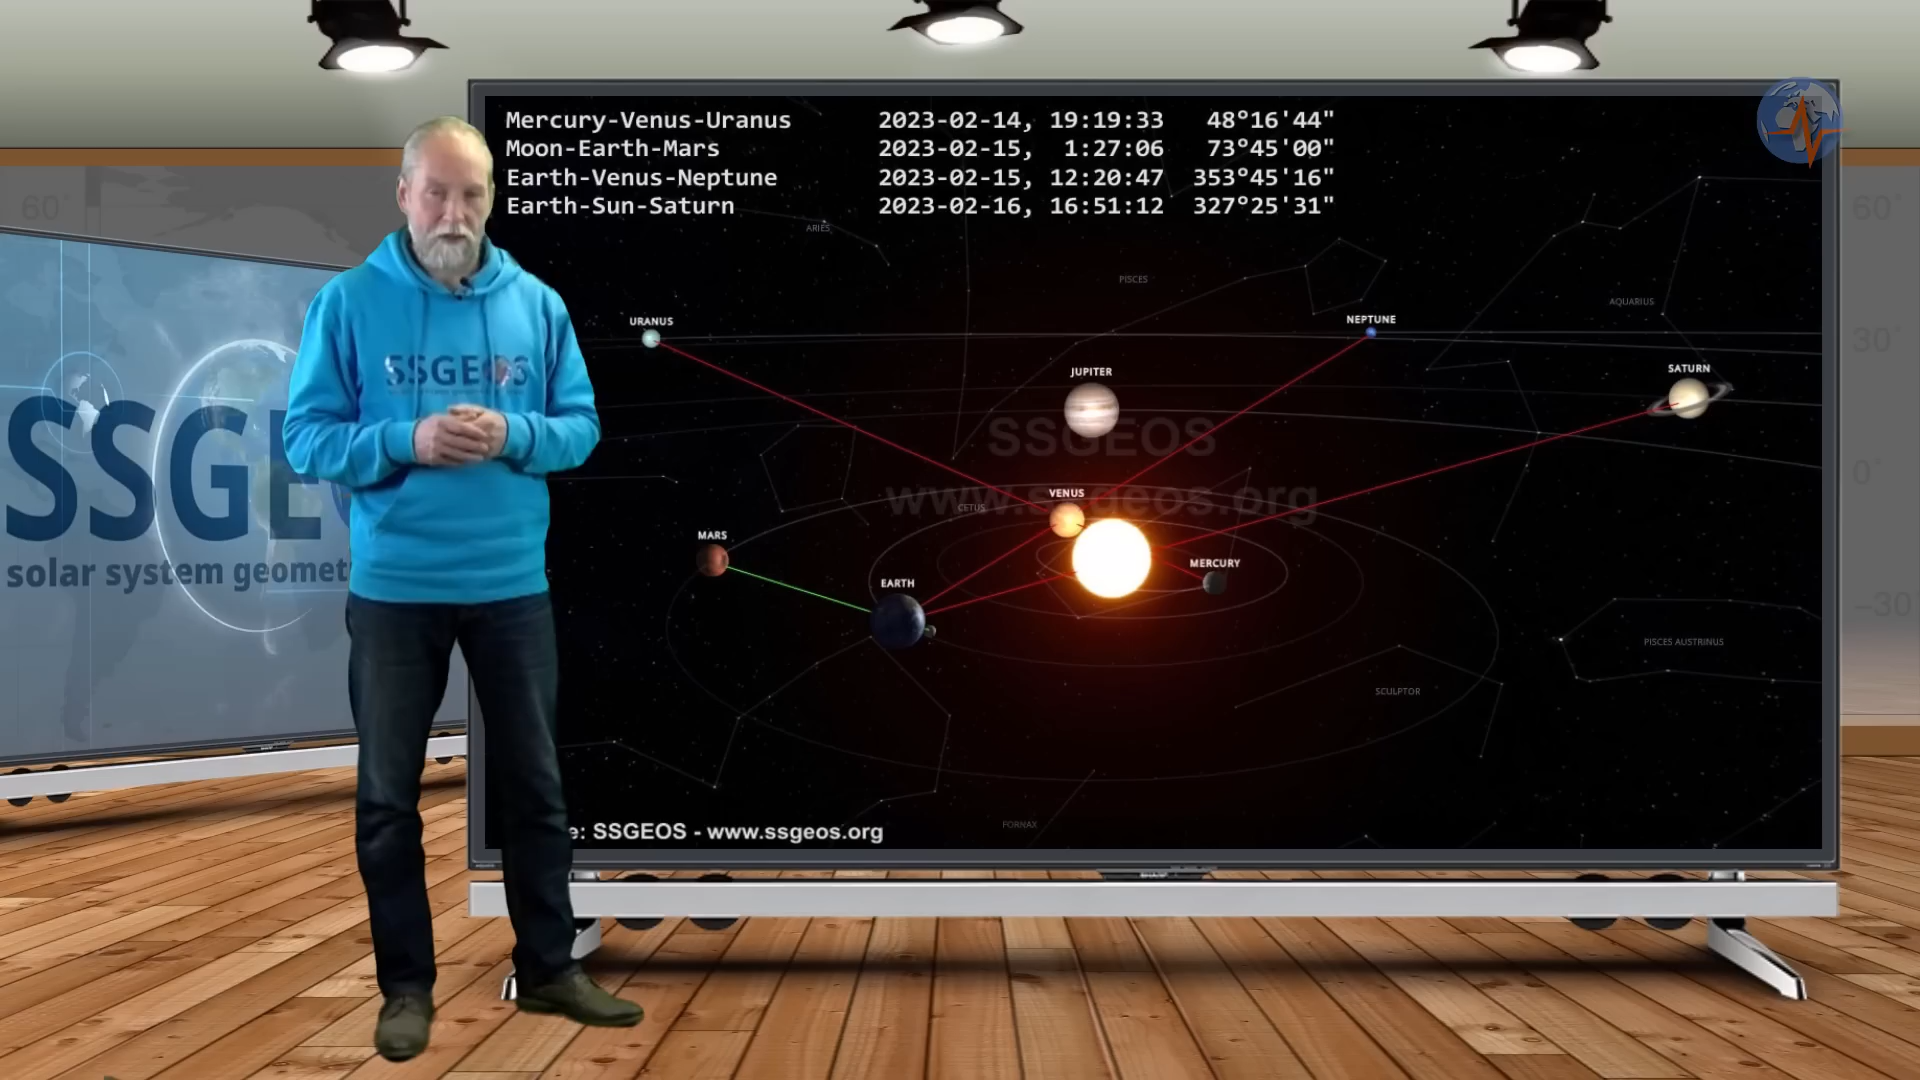 Mercury-Venus-Uranus 2023-02-14, 19:19:33 48°16'44"
Moon-Earth-Mars 2023-02-15, 1:27:06 73°45'00"
Earth-Venus-Neptune 2023-02-15, 12:20:47 353°45'16"
Earth-Sun-Saturn 2023-02-16, 16:51:12 327°25'31"
60°
60°
ARIES
PISCES
AQUARIUS
URANUS
NEPTUNE
30°
JUPITER
SATURN
SSGEOS
SSGEOS
www.ssgeos.org
SSGE
0°
VENUS
CETUS
MARS
MERCURY
EARTH
solar system geomet
-30°
PISCES AUSTRINUS
SCULPTOR
FORNAX
e: SSGEOS - www.ssgeos.org